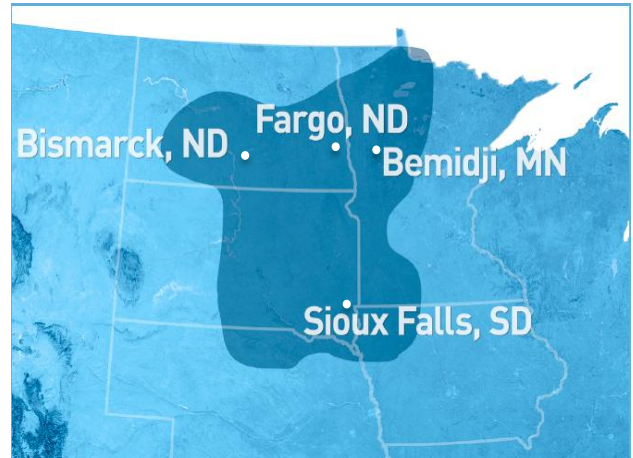 Fargo, ND
Bismarck, ND
Bemidji, MN
Sioux Falls, SD